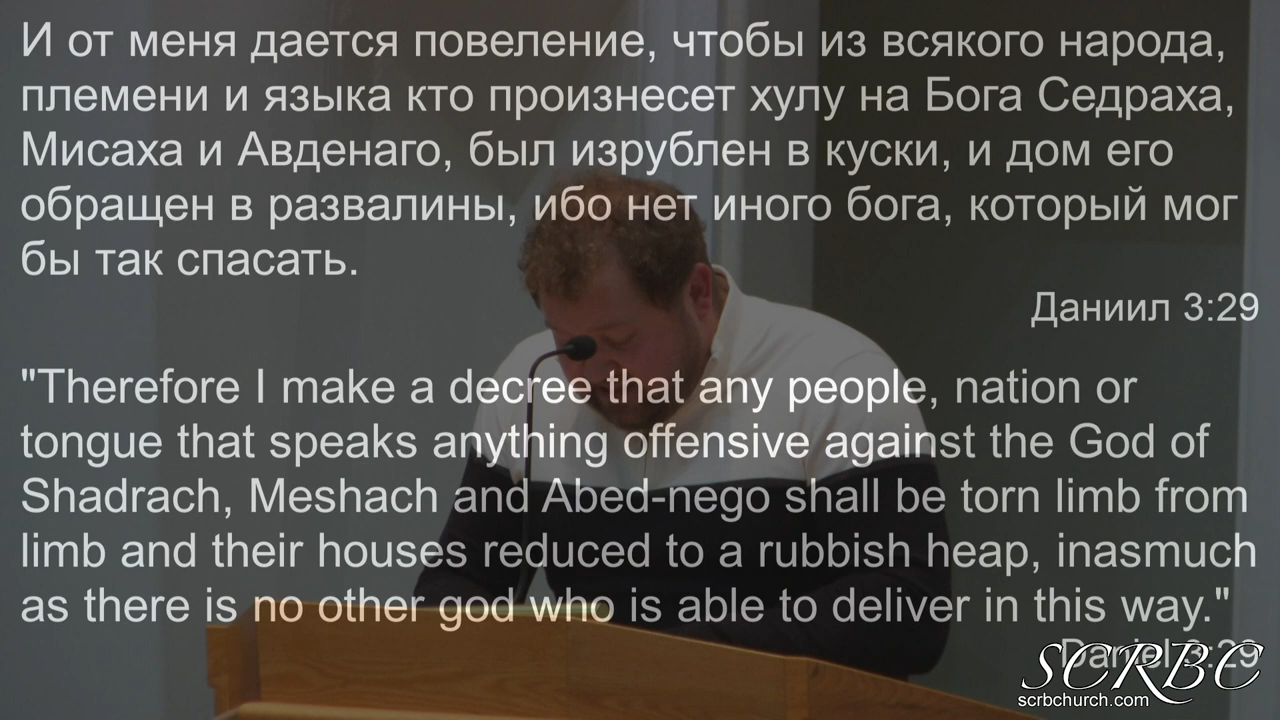 И от меня дается повеление, чтобы из всякого народа,
племени и языка кто произнесет хулу на Бога Седраха,
Мисаха и Авденаго, был изрублен в куски, и дом его
обращен в развалины, ибо нет иного бога, который мог
бы так спасать.
Даниил 3:29
"Therefore I make a decree that any people, nation or
tongue that speaks anything offensive against the God of
Shadrach, Meshach and Abed-nego shall be torn limb from
limb and their houses reduced to a rubbish heap, inasmuch
as there is no other god who is able to deliver in this way."
Daniel 3:29
SCRBC
scrbchurch.com